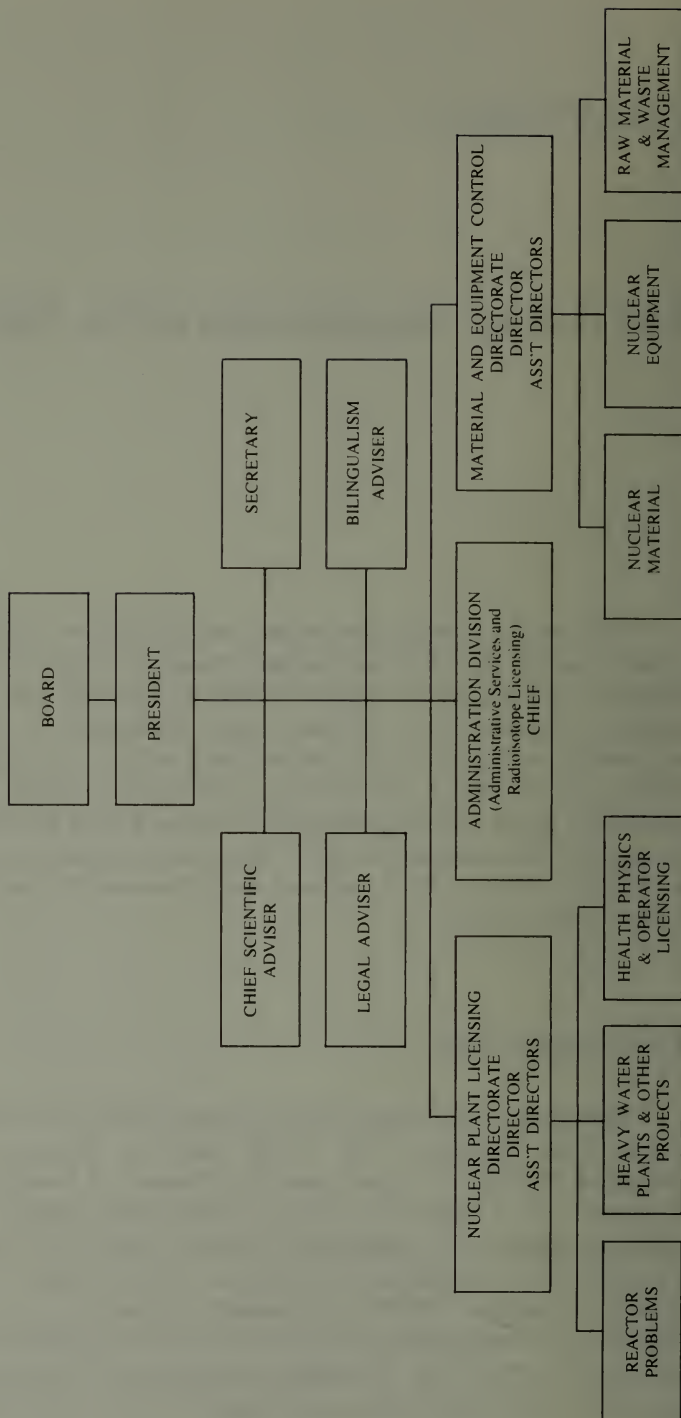 BOARD
PRESIDENT
CHIEF SCIENTIFIC
ADVISER
SECRETARY
LEGAL ADVISER
BILINGUALISM
ADVISER
NUCLEAR PLANT LICENSING
DIRECTORATE
DIRECTOR
ASS'T DIRECTORS
ADMINISTRATION DIVISION
(Administrative Services and
Radioisotope Licensing)
CHIEF
MATERIAL AND EQUIPMENT CONTROL
DIRECTORATE
DIRECTOR
ASS'T DIRECTORS
REACTOR
PROBLEMS
HEAVY WATER
PLANTS & OTHER
PROJECTS
HEALTH PHYSICS
& OPERATOR
LICENSING
NUCLEAR
MATERIAL
NUCLEAR
EQUIPMENT
RAW MATERIAL
& WASTE
MANAGEMENT